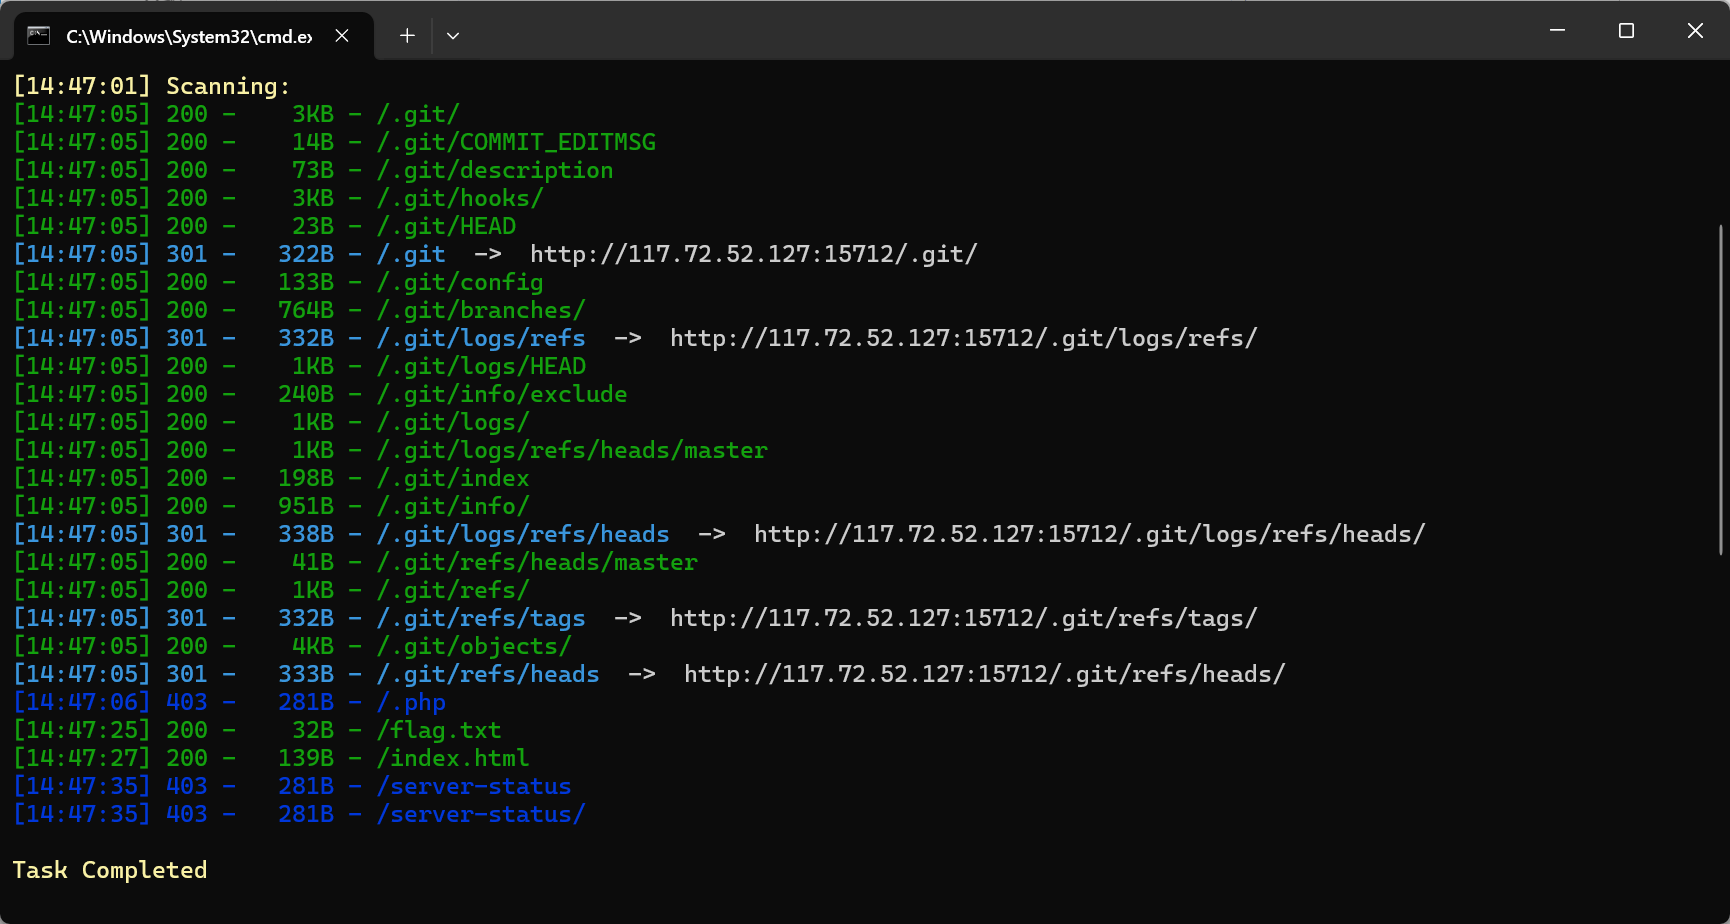 C:\Windows\System32\cmd.ex
[14:47:01] Scanning:
[14:47:05] 200 -    3KB - /.git/
[14:47:05] 200 -    14B - /.git/COMMIT_EDITMSG
[14:47:05] 200 -    73B - /.git/description
[14:47:05] 200 -    3KB - /.git/hooks/
[14:47:05] 200 -    23B - /.git/HEAD
[14:47:05] 301 -   322B - /.git  ->  http://117.72.52.127:15712/.git/
[14:47:05] 200 -   133B - /.git/config
[14:47:05] 200 -   764B - /.git/branches/
[14:47:05] 301 -   332B - /.git/logs/refs  ->  http://117.72.52.127:15712/.git/logs/refs/
[14:47:05] 200 -    1KB - /.git/logs/HEAD
[14:47:05] 200 -   240B - /.git/info/exclude
[14:47:05] 200 -    1KB - /.git/logs/
[14:47:05] 200 -    1KB - /.git/logs/refs/heads/master
[14:47:05] 200 -   198B - /.git/index
[14:47:05] 200 -   951B - /.git/info/
[14:47:05] 301 -   338B - /.git/logs/refs/heads  ->  http://117.72.52.127:15712/.git/logs/refs/heads/
[14:47:05] 200 -    41B - /.git/refs/heads/master
[14:47:05] 200 -    1KB - /.git/refs/
[14:47:05] 301 -   332B - /.git/refs/tags  ->  http://117.72.52.127:15712/.git/refs/tags/
[14:47:05] 200 -    4KB - /.git/objects/
[14:47:05] 301 -   333B - /.git/refs/heads  ->  http://117.72.52.127:15712/.git/refs/heads/
[14:47:06] 403 -   281B - /.php
[14:47:25] 200 -    32B - /flag.txt
[14:47:27] 200 -   139B - /index.html
[14:47:35] 403 -   281B - /server-status
[14:47:35] 403 -   281B - /server-status/
Task Completed